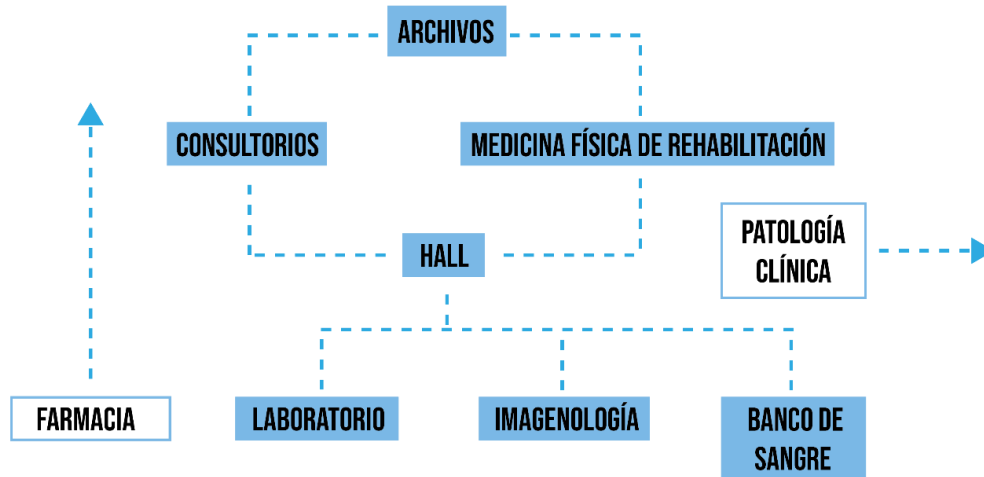 ARCHIVOS
CONSULTORIOS
MEDICINA FÍSICA DE REHABILITACIÓN
HALL
PATOLOGÍA
CLÍNICA
FARMACIA
LABORATORIO
IMAGENOLOGÍA
BANCO DE
SANGRE